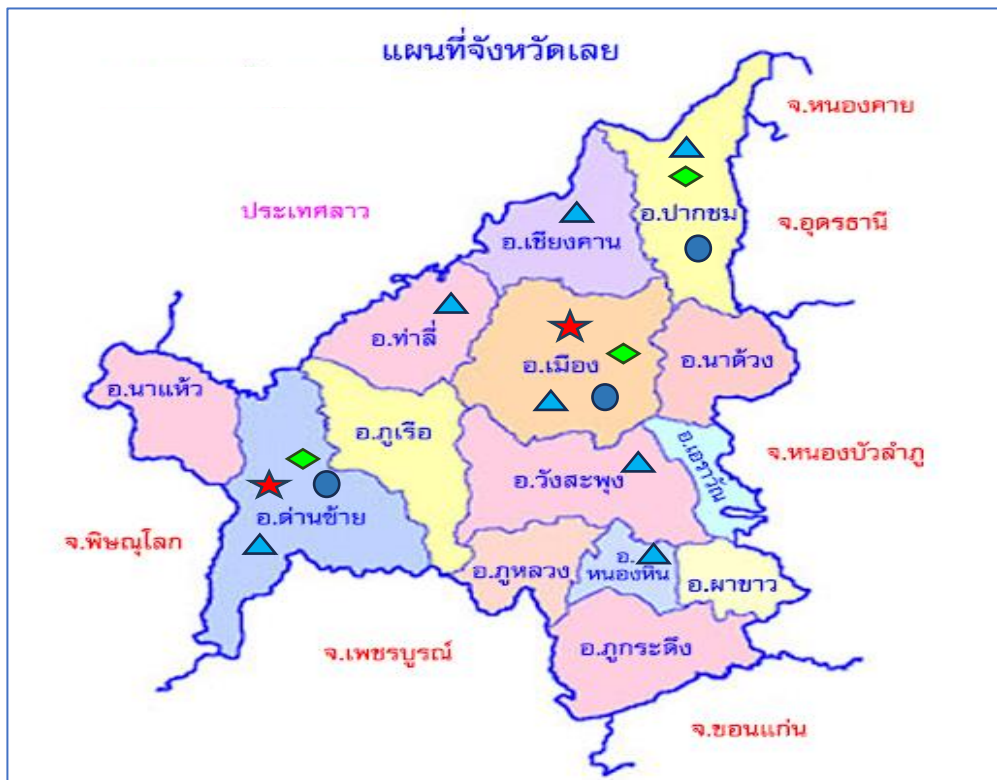 แผนที่จังหวัดเลย
จ.หนองคาย
ประเทศลาว
อ.ปากชม
จ.อุดรธานี
อ.เชียงคาน
อ.ท่าลี่
อ.เมือง
อ.นาด้วง
อ.นาแห้ว
อ.ภูเรือ
อ.เอราวัณ
จ.หนองบัวลำภู
อ.วังสะพุง
อ.ด่านซ้าย
จ.พิษณุโลก
อ.ภูหลวง
อ.
หนองหิน
อ.ผาขาว
จ.เพชรบูรณ์
อ.ภูกระดึง
จ.ขอนแก่น